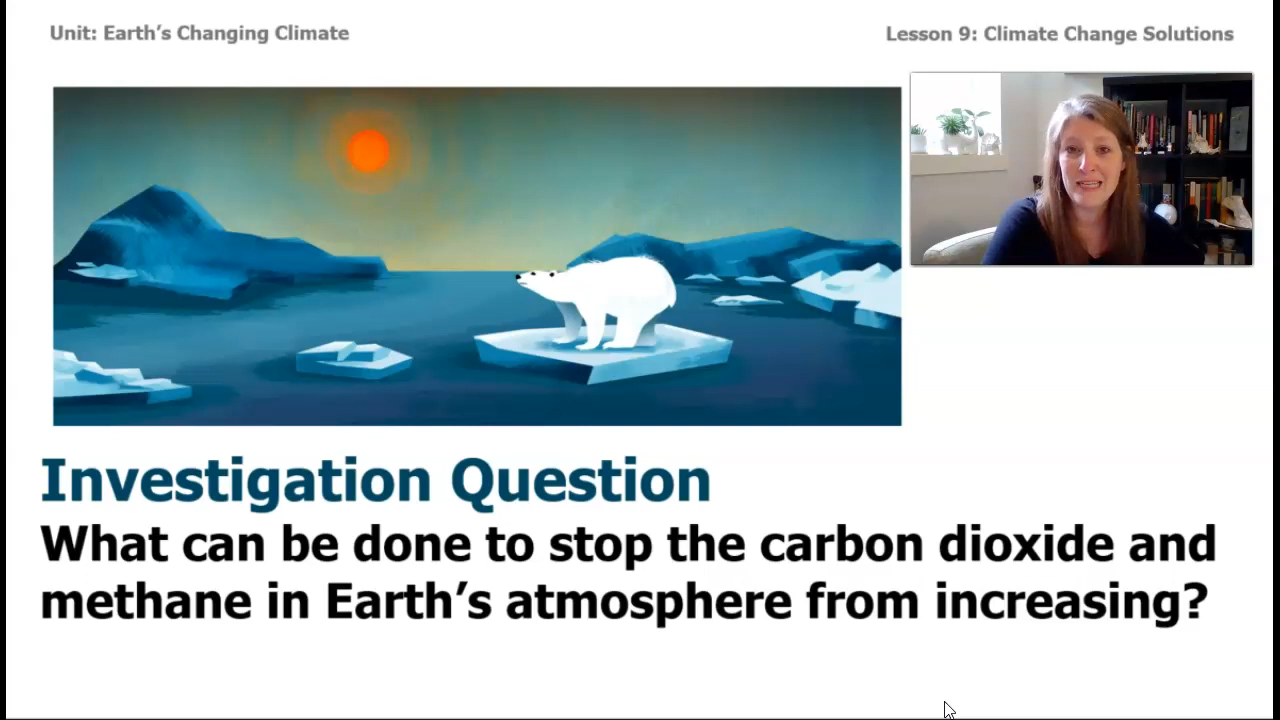 Unit: Earth’s Changing Climate
Lesson 9: Climate Change Solutions
Investigation Question
What can be done to stop the carbon dioxide and
methane in Earth’s atmosphere from increasing?